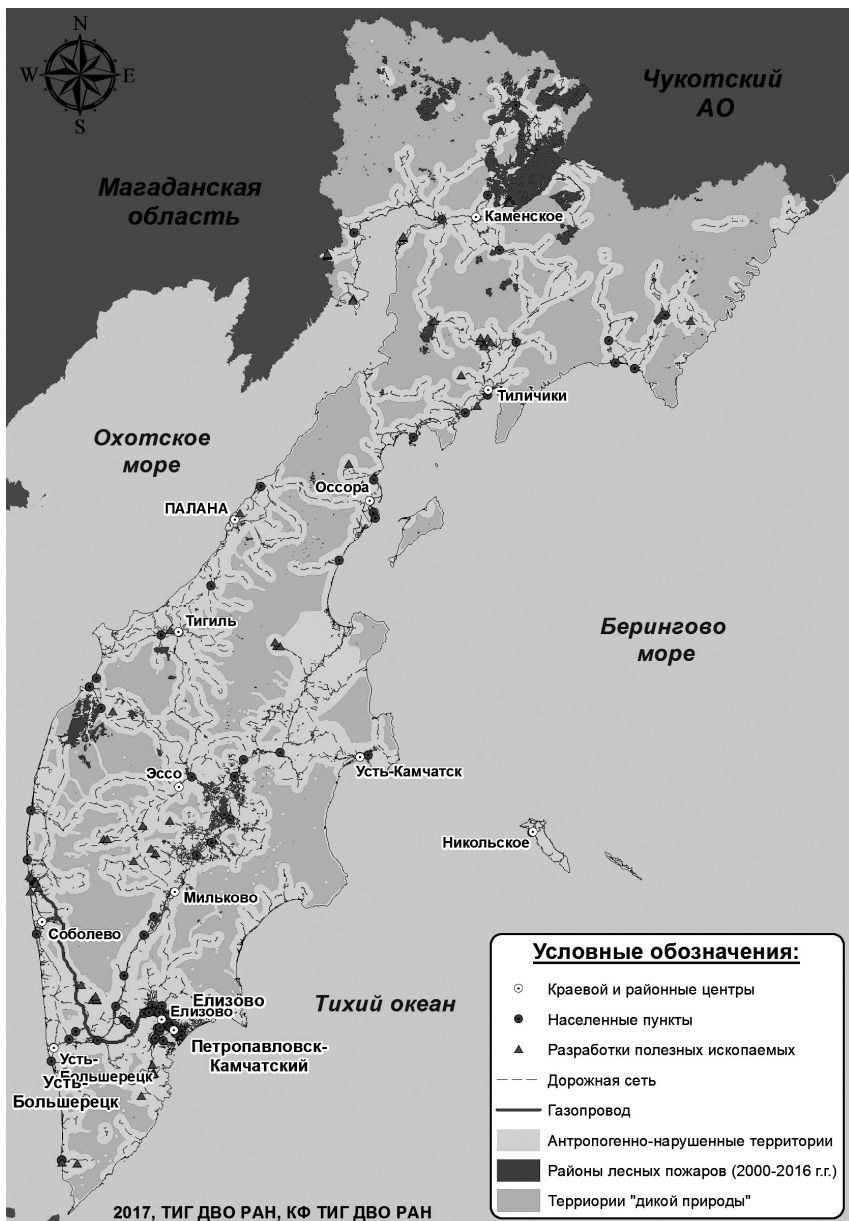 N
W
E
S
Чукотский
АО
Магаданская
область
Каменское
Тиличики
Охотское
море
Оссора
ПАЛАНА
Тигиль
Берингово
море
Эссо
Усть-Камчатск
Никольское
Мильково
Соболево
Елизово
Елизово
Тихий океан
Петропавловск-
Камчатский
Усть-
Большерецк
Усть-
Большерецк
Условные обозначения:
Краевой и районные центры
Населенные пункты
Разработки полезных ископаемых
Дорожная сеть
Газопровод
Антропогенно-нарушенные территории
Районы лесных пожаров (2000-2016 г.г.)
Терриории "дикой природы"
2017, ТИГ ДВО РАН, КФ ТИГ ДВО РАН